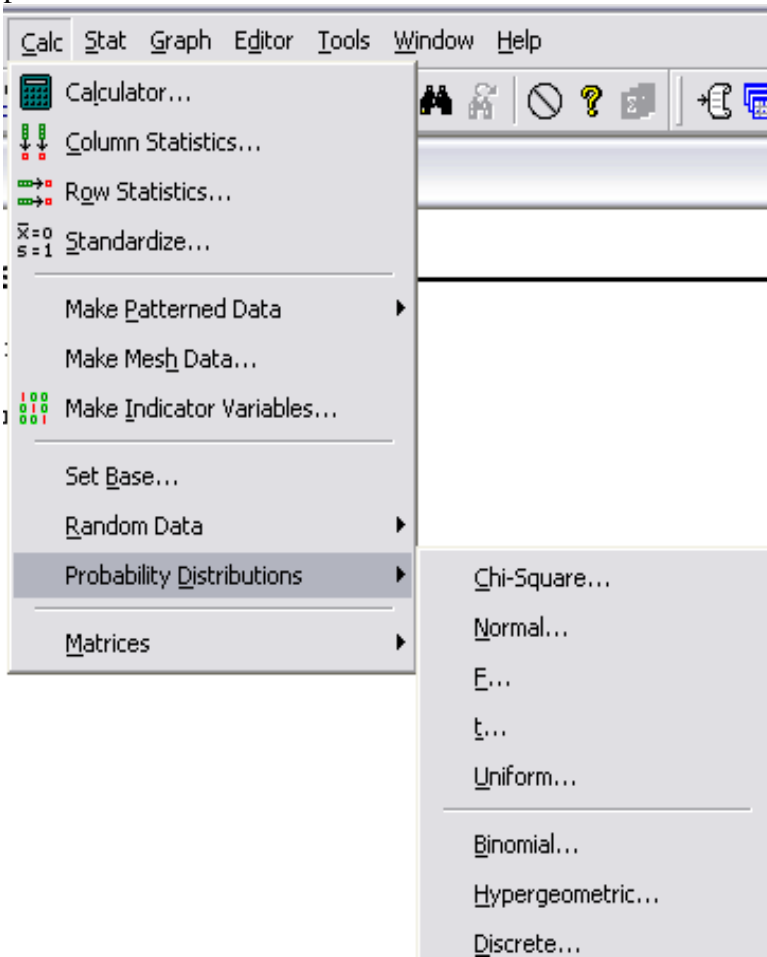 Calc Stat Graph Editor Tools Window Help
Calculator...
Column Statistics...
Row Statistics...
x̄=0
s=1 Standardize...
Make Patterned Data
Make Mesh Data...
Make Indicator Variables...
Set Base...
Random Data
Probability Distributions
Matrices
Chi-Square...
Normal...
F...
t...
Uniform...
Binomial...
Hypergeometric...
Discrete...